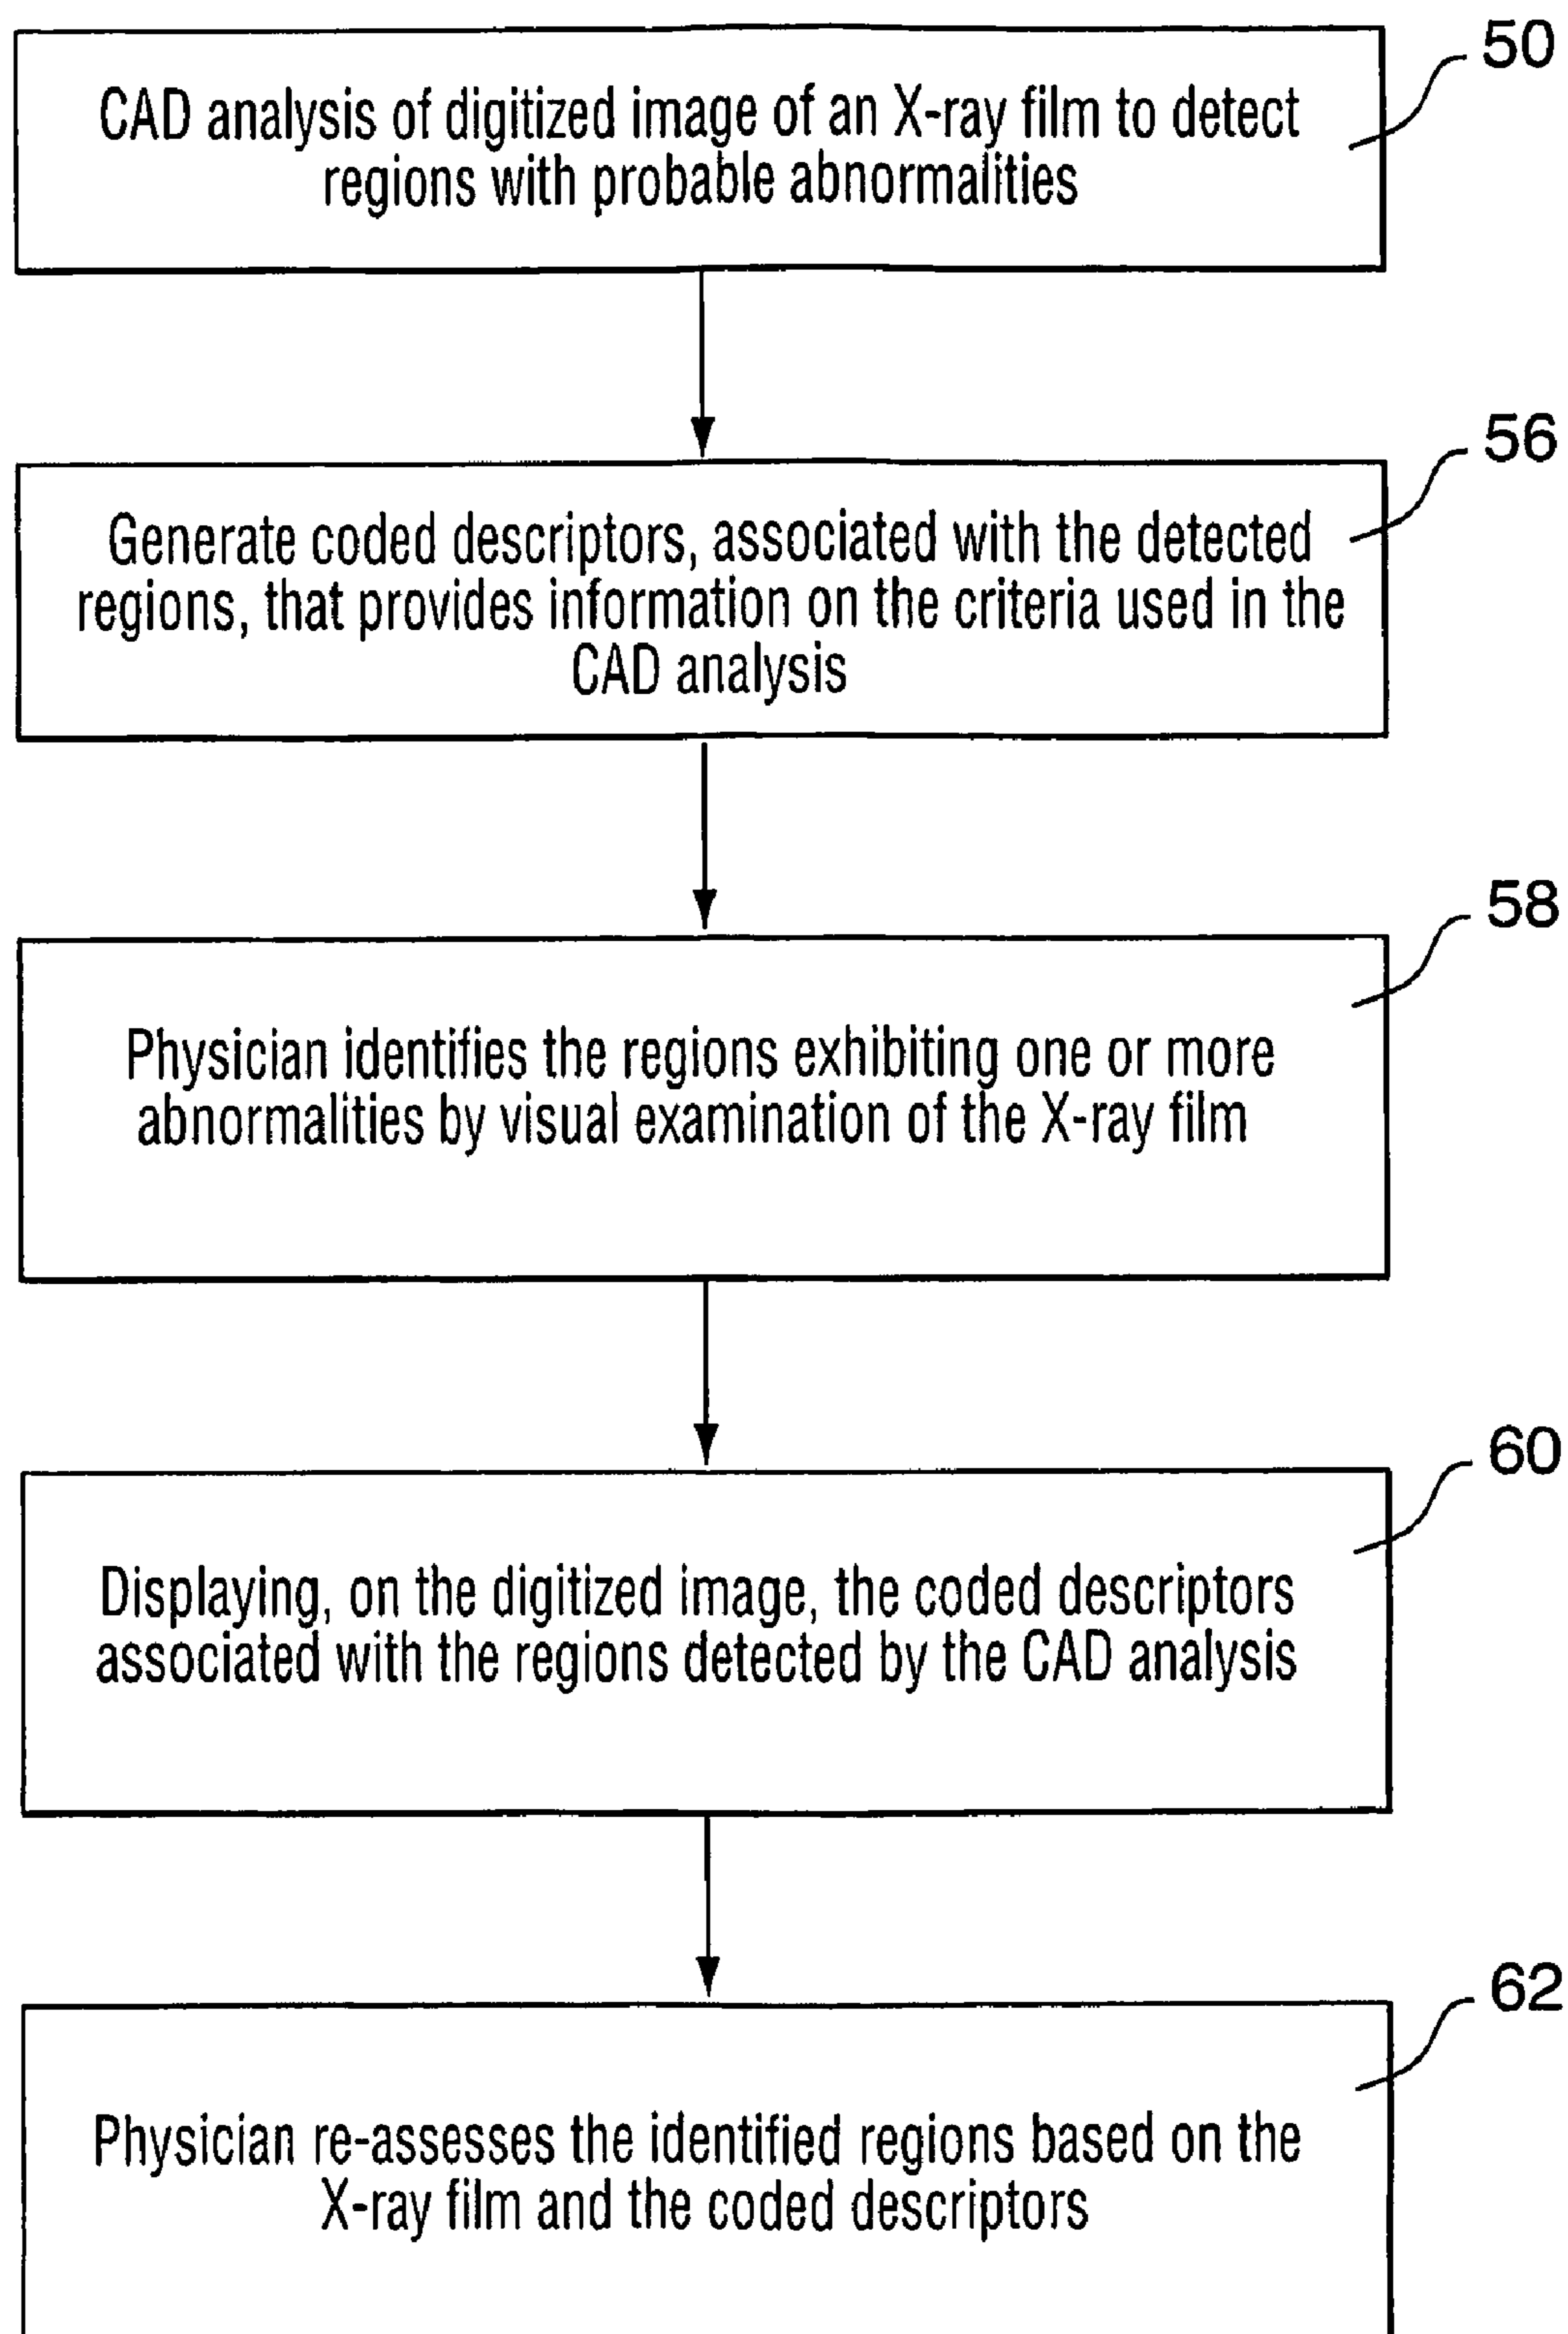 50
CAD analysis of digitized image of an X-ray film to detect
regions with probable abnormalities
56
Generate coded descriptors, associated with the detected
regions, that provides information on the criteria used in the
CAD analysis
58
Physician identifies the regions exhibiting one or more
abnormalities by visual examination of the X-ray film
60
Displaying, on the digitized image, the coded descriptors
associated with the regions detected by the CAD analysis
62
Physician re-assesses the identified regions based on the
X-ray film and the coded descriptors